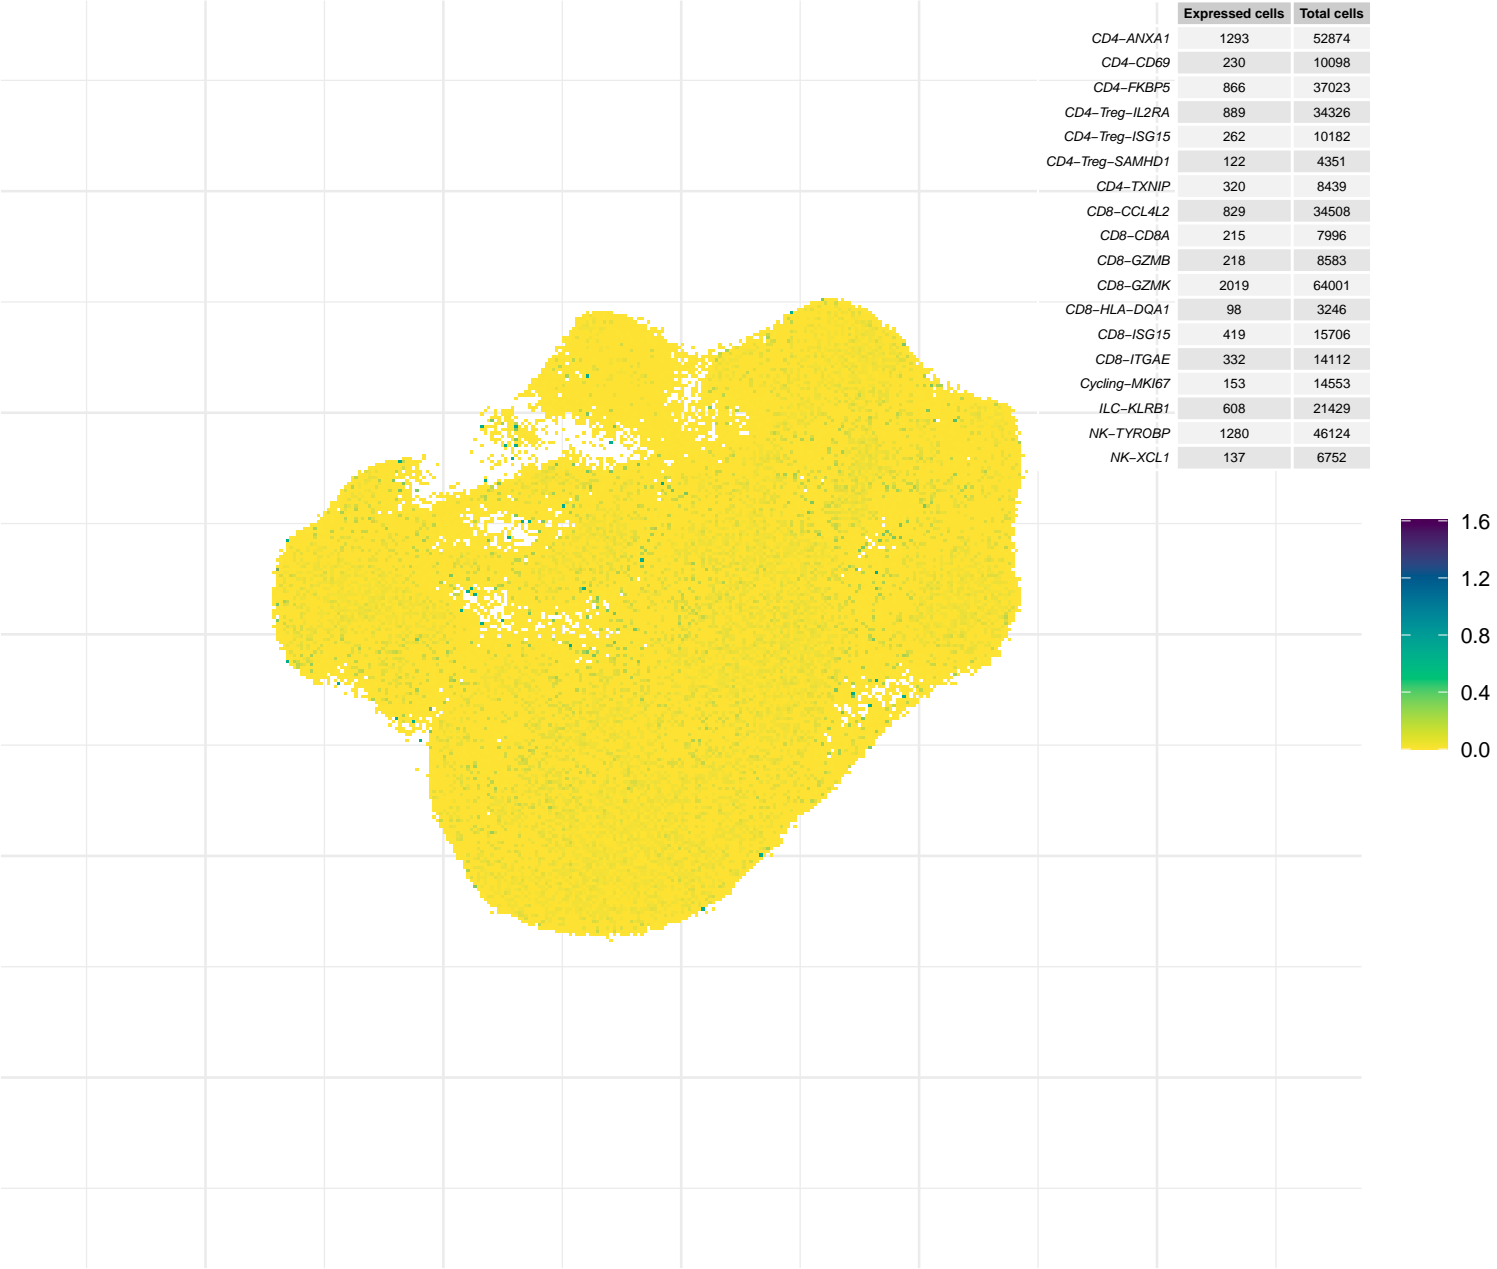 Expressed cells Total cells
CD4−ANXA1 1293 52874
CD4−CD69 230 10098
CD4−FKBP5 866 37023
CD4−Treg−IL2RA 889 34326
CD4−Treg−ISG15 262 10182
CD4−Treg−SAMHD1 122 4351
CD4−TXNIP 320 8439
CD8−CCL4L2 829 34508
CD8−CD8A 215 7996
CD8−GZMB 218 8583
CD8−GZMK 2019 64001
CD8−HLA−DQA1 98 3246
CD8−ISG15 419 15706
CD8−ITGAE 332 14112
Cycling−MKI67 153 14553
ILC−KLRB1 608 21429
NK−TYROBP 1280 46124
NK−XCL1 137 6752
1.6
1.2
0.8
0.4
0.0